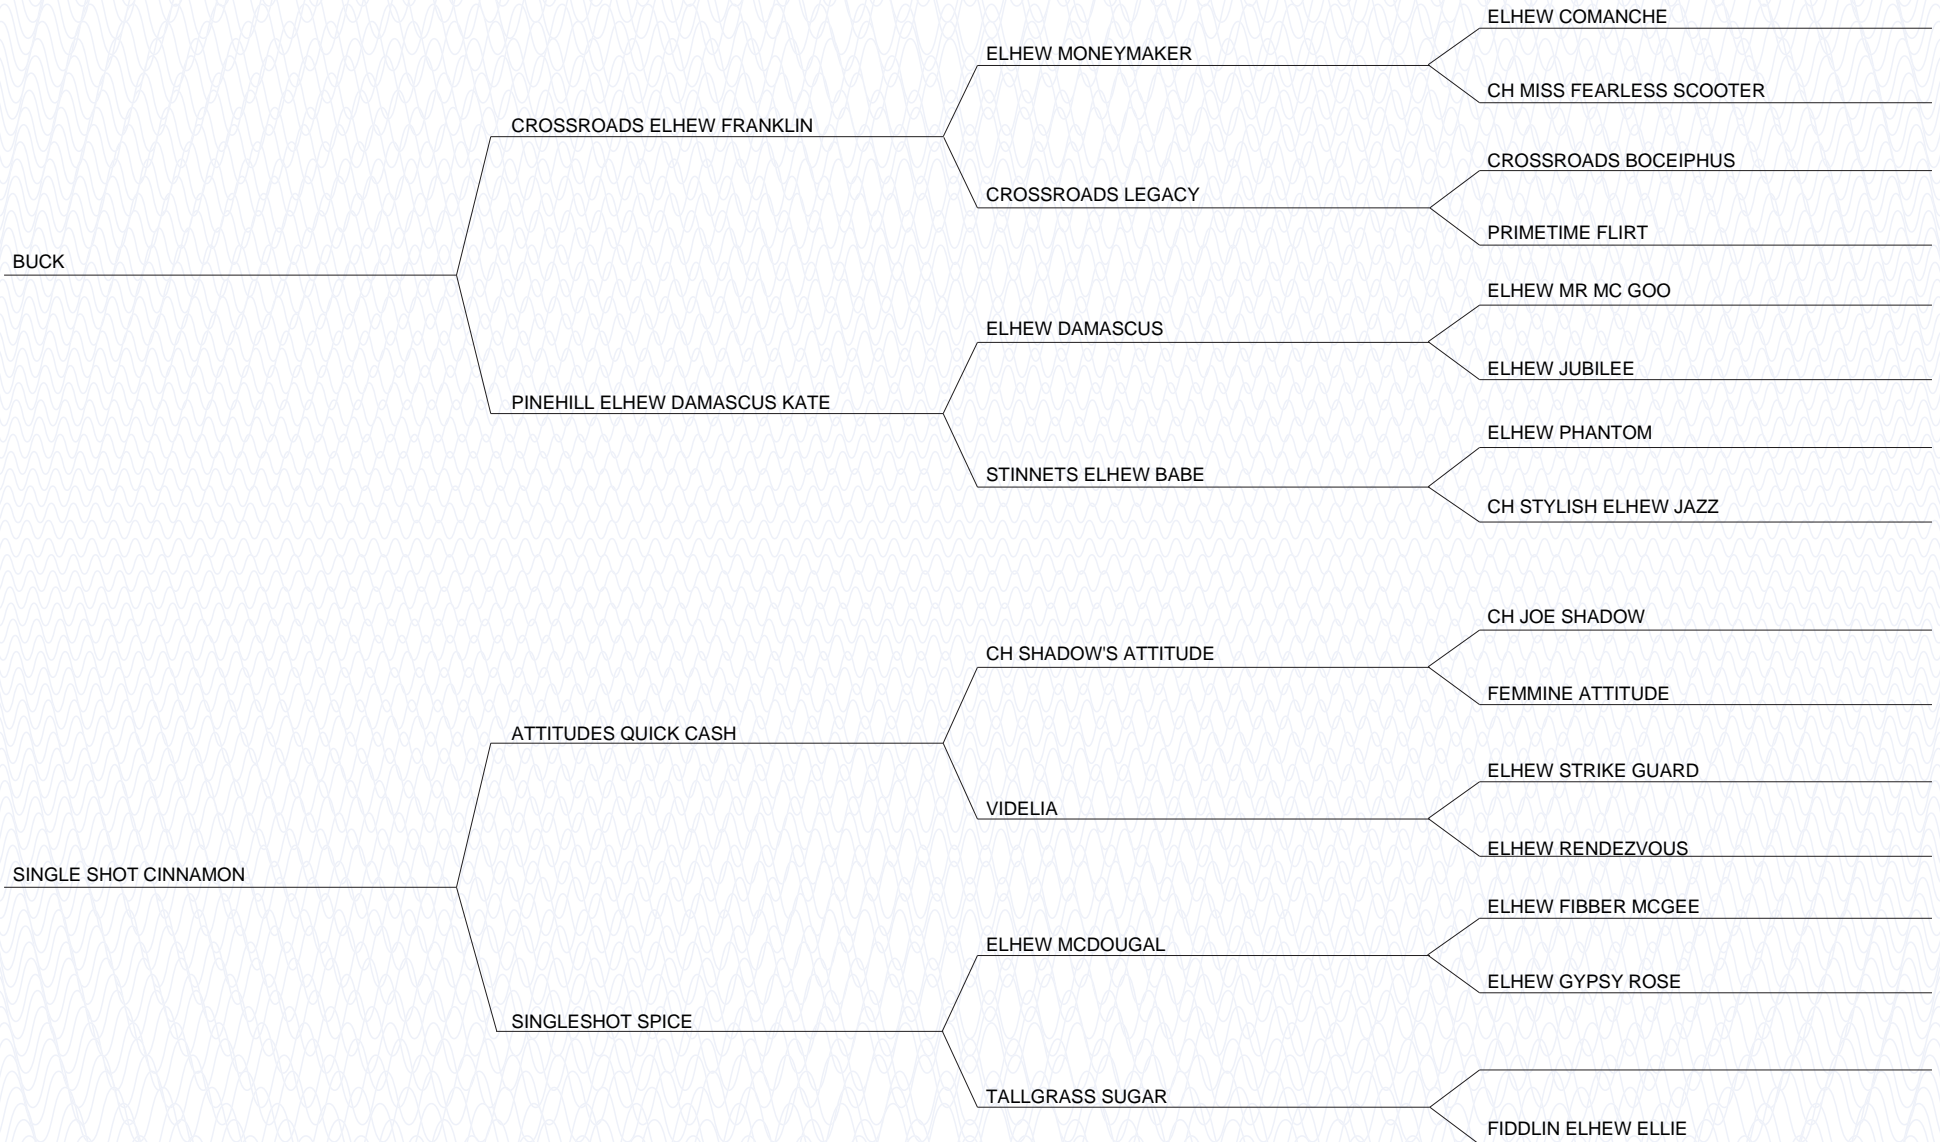 ELHEW COMANCHE
ELHEW MONEYMAKER
CH MISS FEARLESS SCOOTER
CROSSROADS ELHEW FRANKLIN
CROSSROADS BOCEIPHUS
CROSSROADS LEGACY
PRIMETIME FLIRT
BUCK
ELHEW MR MC GOO
ELHEW DAMASCUS
ELHEW JUBILEE
PINEHILL ELHEW DAMASCUS KATE
ELHEW PHANTOM
STINNETS ELHEW BABE
CH STYLISH ELHEW JAZZ
CH JOE SHADOW
CH SHADOW'S ATTITUDE
FEMMINE ATTITUDE
ATTITUDES QUICK CASH
ELHEW STRIKE GUARD
VIDELIA
ELHEW RENDEZVOUS
SINGLE SHOT CINNAMON
ELHEW FIBBER MCGEE
ELHEW MCDOUGAL
ELHEW GYPSY ROSE
SINGLESHOT SPICE
TALLGRASS SUGAR
FIDDLIN ELHEW ELLIE